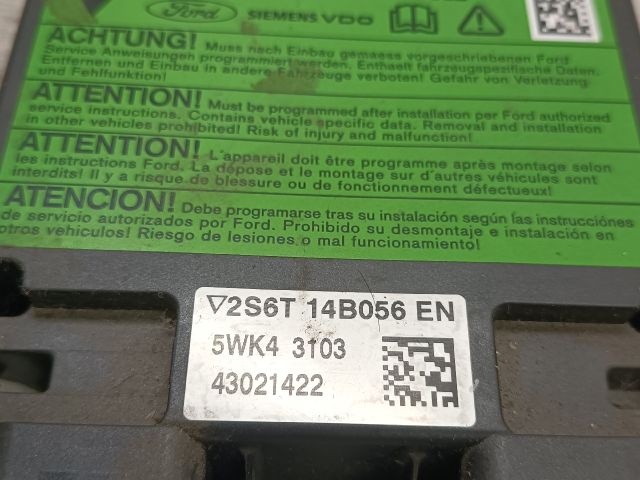 Ford SIEMENS VDO
ACHTUNG! Muss nach Einbau gemaess vorgeschriebenen Ford
Service Anweisungen programmiert werden. Enthaelt fahrzeugspezifische Daten.
Entfernen und Einbau in andere Fahrzeuge verboten! Gefahr von Verletzung
und Fehlfunktion!
ATTENTION! Must be programmed after installation per Ford authorized
service instructions. Contains vehicle specific data. Removal and installation
in other vehicles prohibited! Risk of injury and malfunction!
ATTENTION! L'appareil doit être programme après montage selon
les instructions Ford. La dépose et le montage sur d'autres véhicules sont
interdits! Il y a risque de blessure ou de fonctionnement défectueux!
ATENCION! Debe programarse tras su instalación según las instrucciónes
de servicio autorizados por Ford. Prohibido su desmontaje e instalación en
otros vehiculos! Riesgo de lesiones o mal funcionamiento!
2S6T 14B056 EN
5WK4 3103
43021422